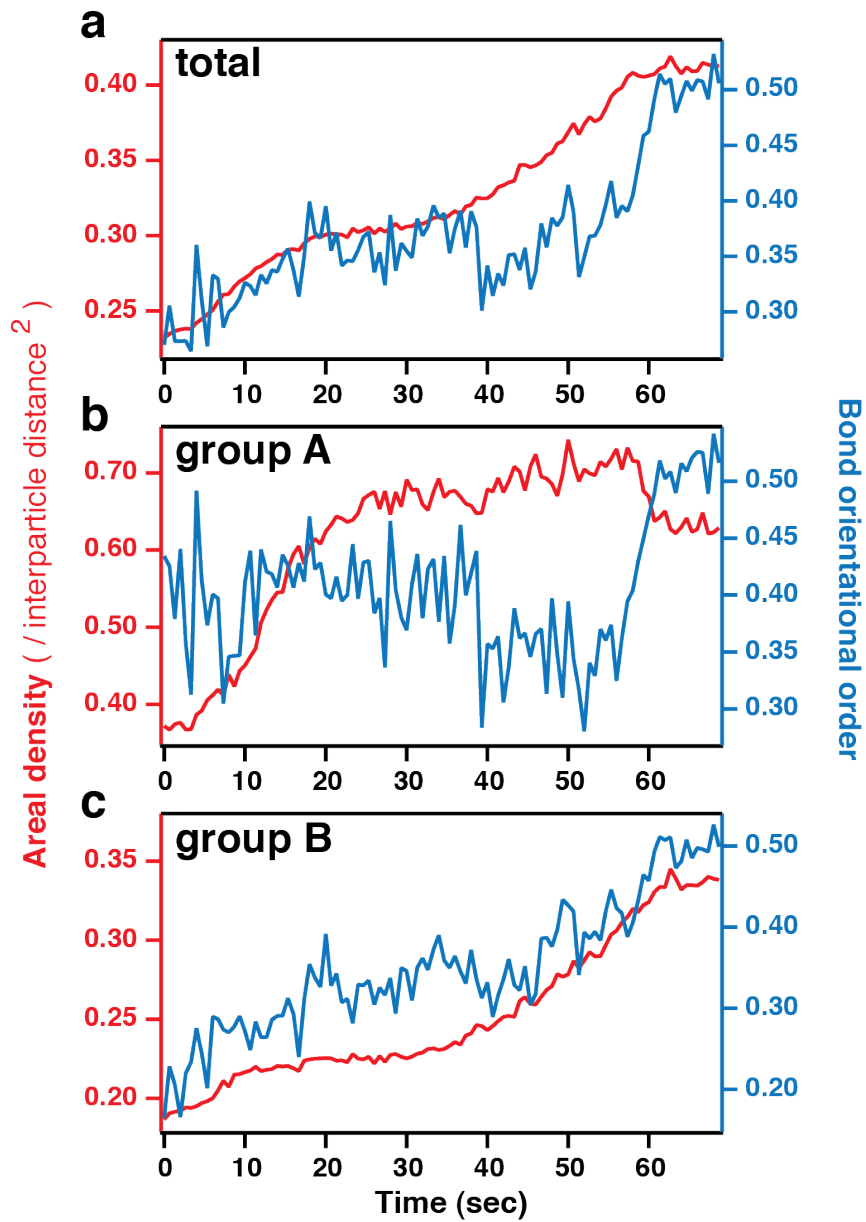 a
total
0.40
0.35
0.30
0.25
0.50
0.45
0.40
0.35
0.30
0 10 20 30 40 50 60
b
group A
0.70
0.60
0.50
0.40
0.50
0.45
0.40
0.35
0.30
0 10 20 30 40 50 60
c
group B
0.35
0.30
0.25
0.20
0.50
0.40
0.30
0.20
0 10 20 30 40 50 60
Time (sec)
Areal density ( / interparticle distance 2 )
Bond orientational order